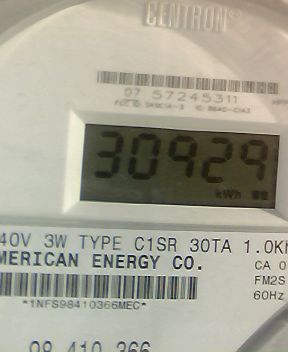 CENTRON®
07 57245311
30929
kWh
40V 3W TYPE C1SR 30TA 1.0Kh
MERICAN ENERGY CO.
CA 0
FM2S
60Hz
*1NFS98410366MEC*
98 410 366